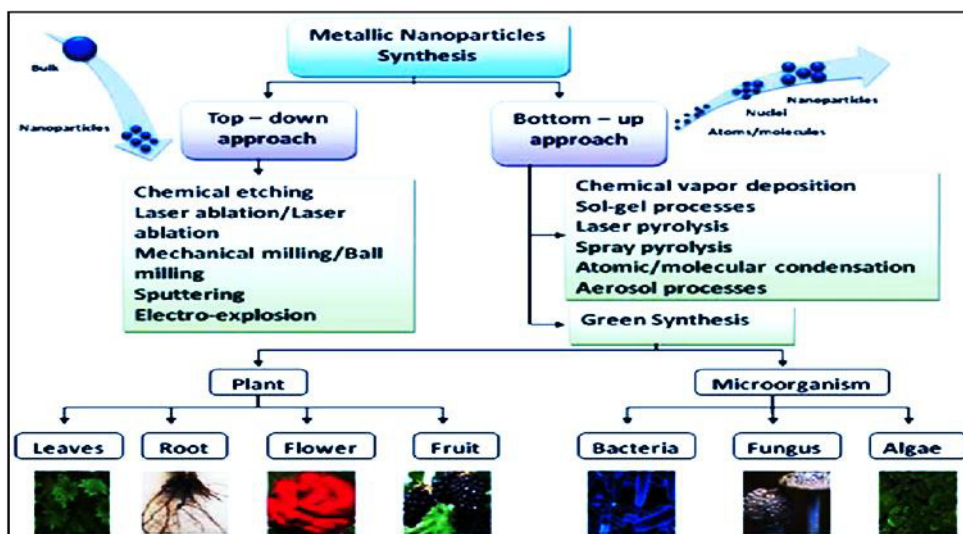 Metallic Nanoparticles
Synthesis
Bulk
Nanoparticles
Nanoparticles
Nuclei
Atoms/molecules
Top – down
approach
Bottom – up
approach
Chemical etching
Laser ablation/Laser
ablation
Mechanical milling/Ball
milling
Sputtering
Electro-explosion
Chemical vapor deposition
Sol-gel processes
Laser pyrolysis
Spray pyrolysis
Atomic/molecular condensation
Aerosol processes
Green Synthesis
Plant
Microorganism
Leaves
Root
Flower
Fruit
Bacteria
Fungus
Algae